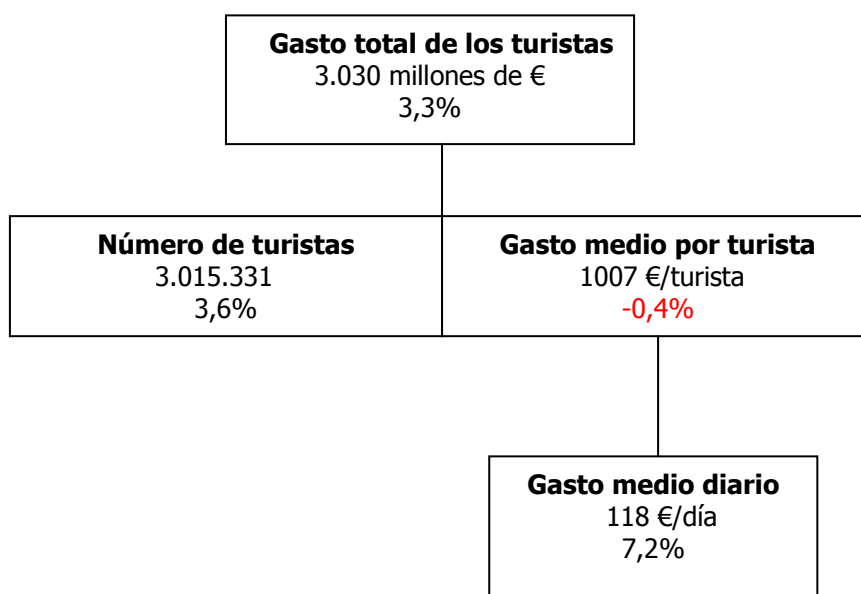 Gasto total de los turistas
3.030 millones de €
3,3%
Número de turistas
3.015.331
3,6%
Gasto medio por turista
1007 €/turista
-0,4%
Gasto medio diario
118 €/día
7,2%